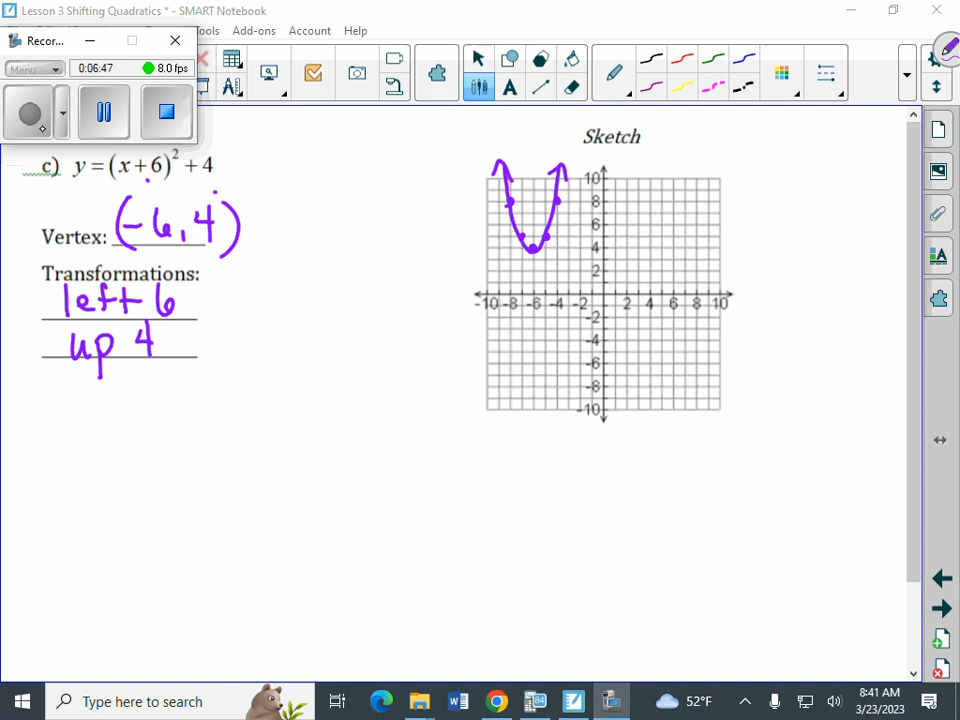 Lesson 3 Shifting Quadratics * - SMART Notebook
Recor...
Tools Add-ons Account Help
Menu 0:06:47 8.0 fps
Sketch
c) y = (x + 6)² + 4
Vertex: (-6, 4)
Transformations:
left 6
up 4
10
8
6
4
2
-10 -8 -6 -4 -2 2 4 6 8 10
-2
-4
-6
-8
-10
Type here to search
52°F
8:41 AM
3/23/2023